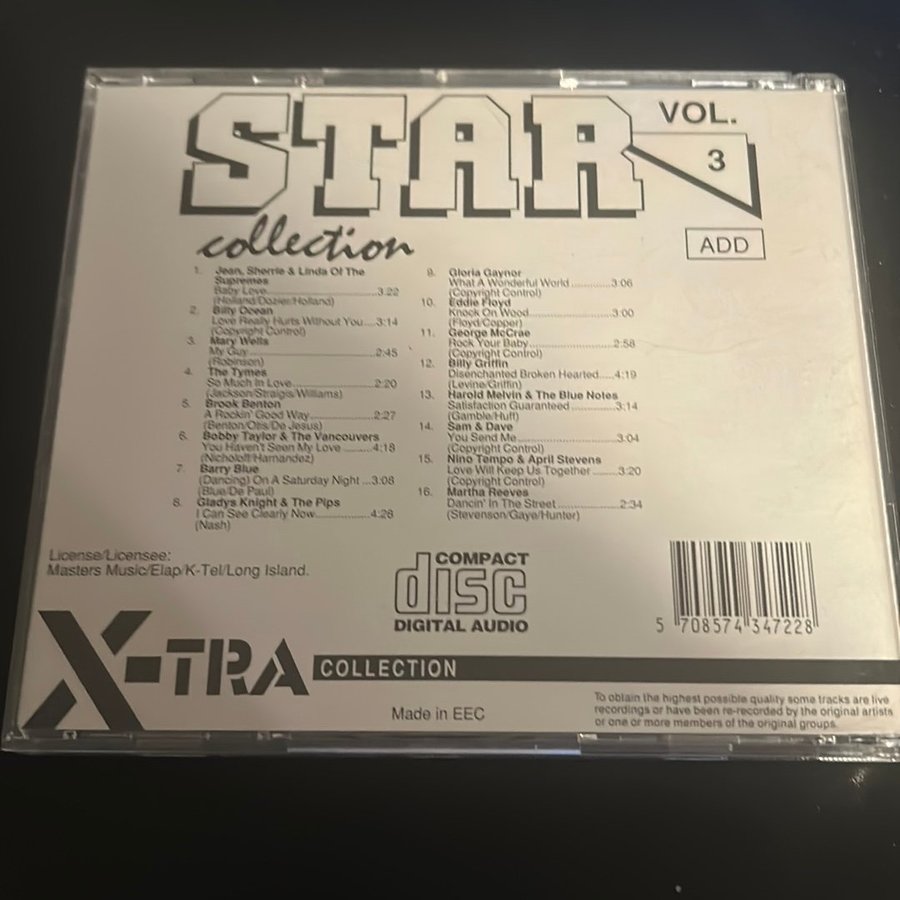 STAR
VOL.
3
collection
ADD
1. Jean, Sherrie & Linda Of The
Supremes
Baby Love 3:22
(Holland/Dozier/Holland)
2. Billy Ocean
Love Really Hurts Without You 3:14
(Copyright Control)
3. Mary Wells
My Guy 2:45
(Robinson)
4. The Tymes
So Much In Love 2:20
(Jackson/Straigis/Williams)
5. Brook Benton
A Rockin' Good Way 2:27
(Benton/Otis/De Jesus)
6. Bobby Taylor & The Vancouvers
You Haven't Seen My Love 4:18
(Nicholoff/Harnandez)
7. Barry Blue
(Dancing) On A Saturday Night 3:08
(Blue/De Paul)
8. Gladys Knight & The Pips
I Can See Clearly Now 4:28
(Nash)
9. Gloria Gaynor
What A Wonderful World 3:06
(Copyright Control)
10. Eddie Floyd
Knock On Wood 3:00
(Floyd/Copper)
11. George McCrae
Rock Your Baby 2:58
(Copyright Control)
12. Billy Griffin
Disenchanted Broken Hearted 4:19
(Levine/Griffin)
13. Harold Melvin & The Blue Notes
Satisfaction Guaranteed 3:14
(Gamble/Huff)
14. Sam & Dave
You Send Me 3:04
(Copyright Control)
15. Nino Tempo & April Stevens
Love Will Keep Us Together 3:20
(Copyright Control)
16. Martha Reeves
Dancin' In The Street 2:34
(Stevenson/Gaye/Hunter)
License/Licensee:
Masters Music/Elap/K-Tel/Long Island.
COMPACT
disc
DIGITAL AUDIO
5 708574 347228
X-TRA COLLECTION
Made in EEC
To obtain the highest possible quality some tracks are live
recordings or have been re-recorded by the original artists
or one or more members of the original groups.